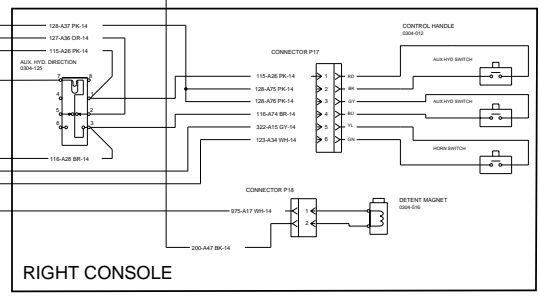 128-A37 PK-14
127-A36 OR-14
115-A26 PK-14
AUX. HYD. DIRECTION
0304-125
7 8
4 1
5 2
6 3
116-A28 BR-14
CONNECTOR P17
115-A26 PK-14 1 RD
128-A75 PK-14 2 BK
128-A76 PK-14 3 GY
116-A74 BR-14 4 BU
322-A15 GY-14 5 YL
123-A34 WH-14 6 GN
CONTROL HANDLE
0304-012
AUX HYD SWITCH
AUX HYD SWITCH
HORN SWITCH
CONNECTOR P18
975-A17 WH-14 1
2
200-A47 BK-14
DETENT MAGNET
0304-516
RIGHT CONSOLE